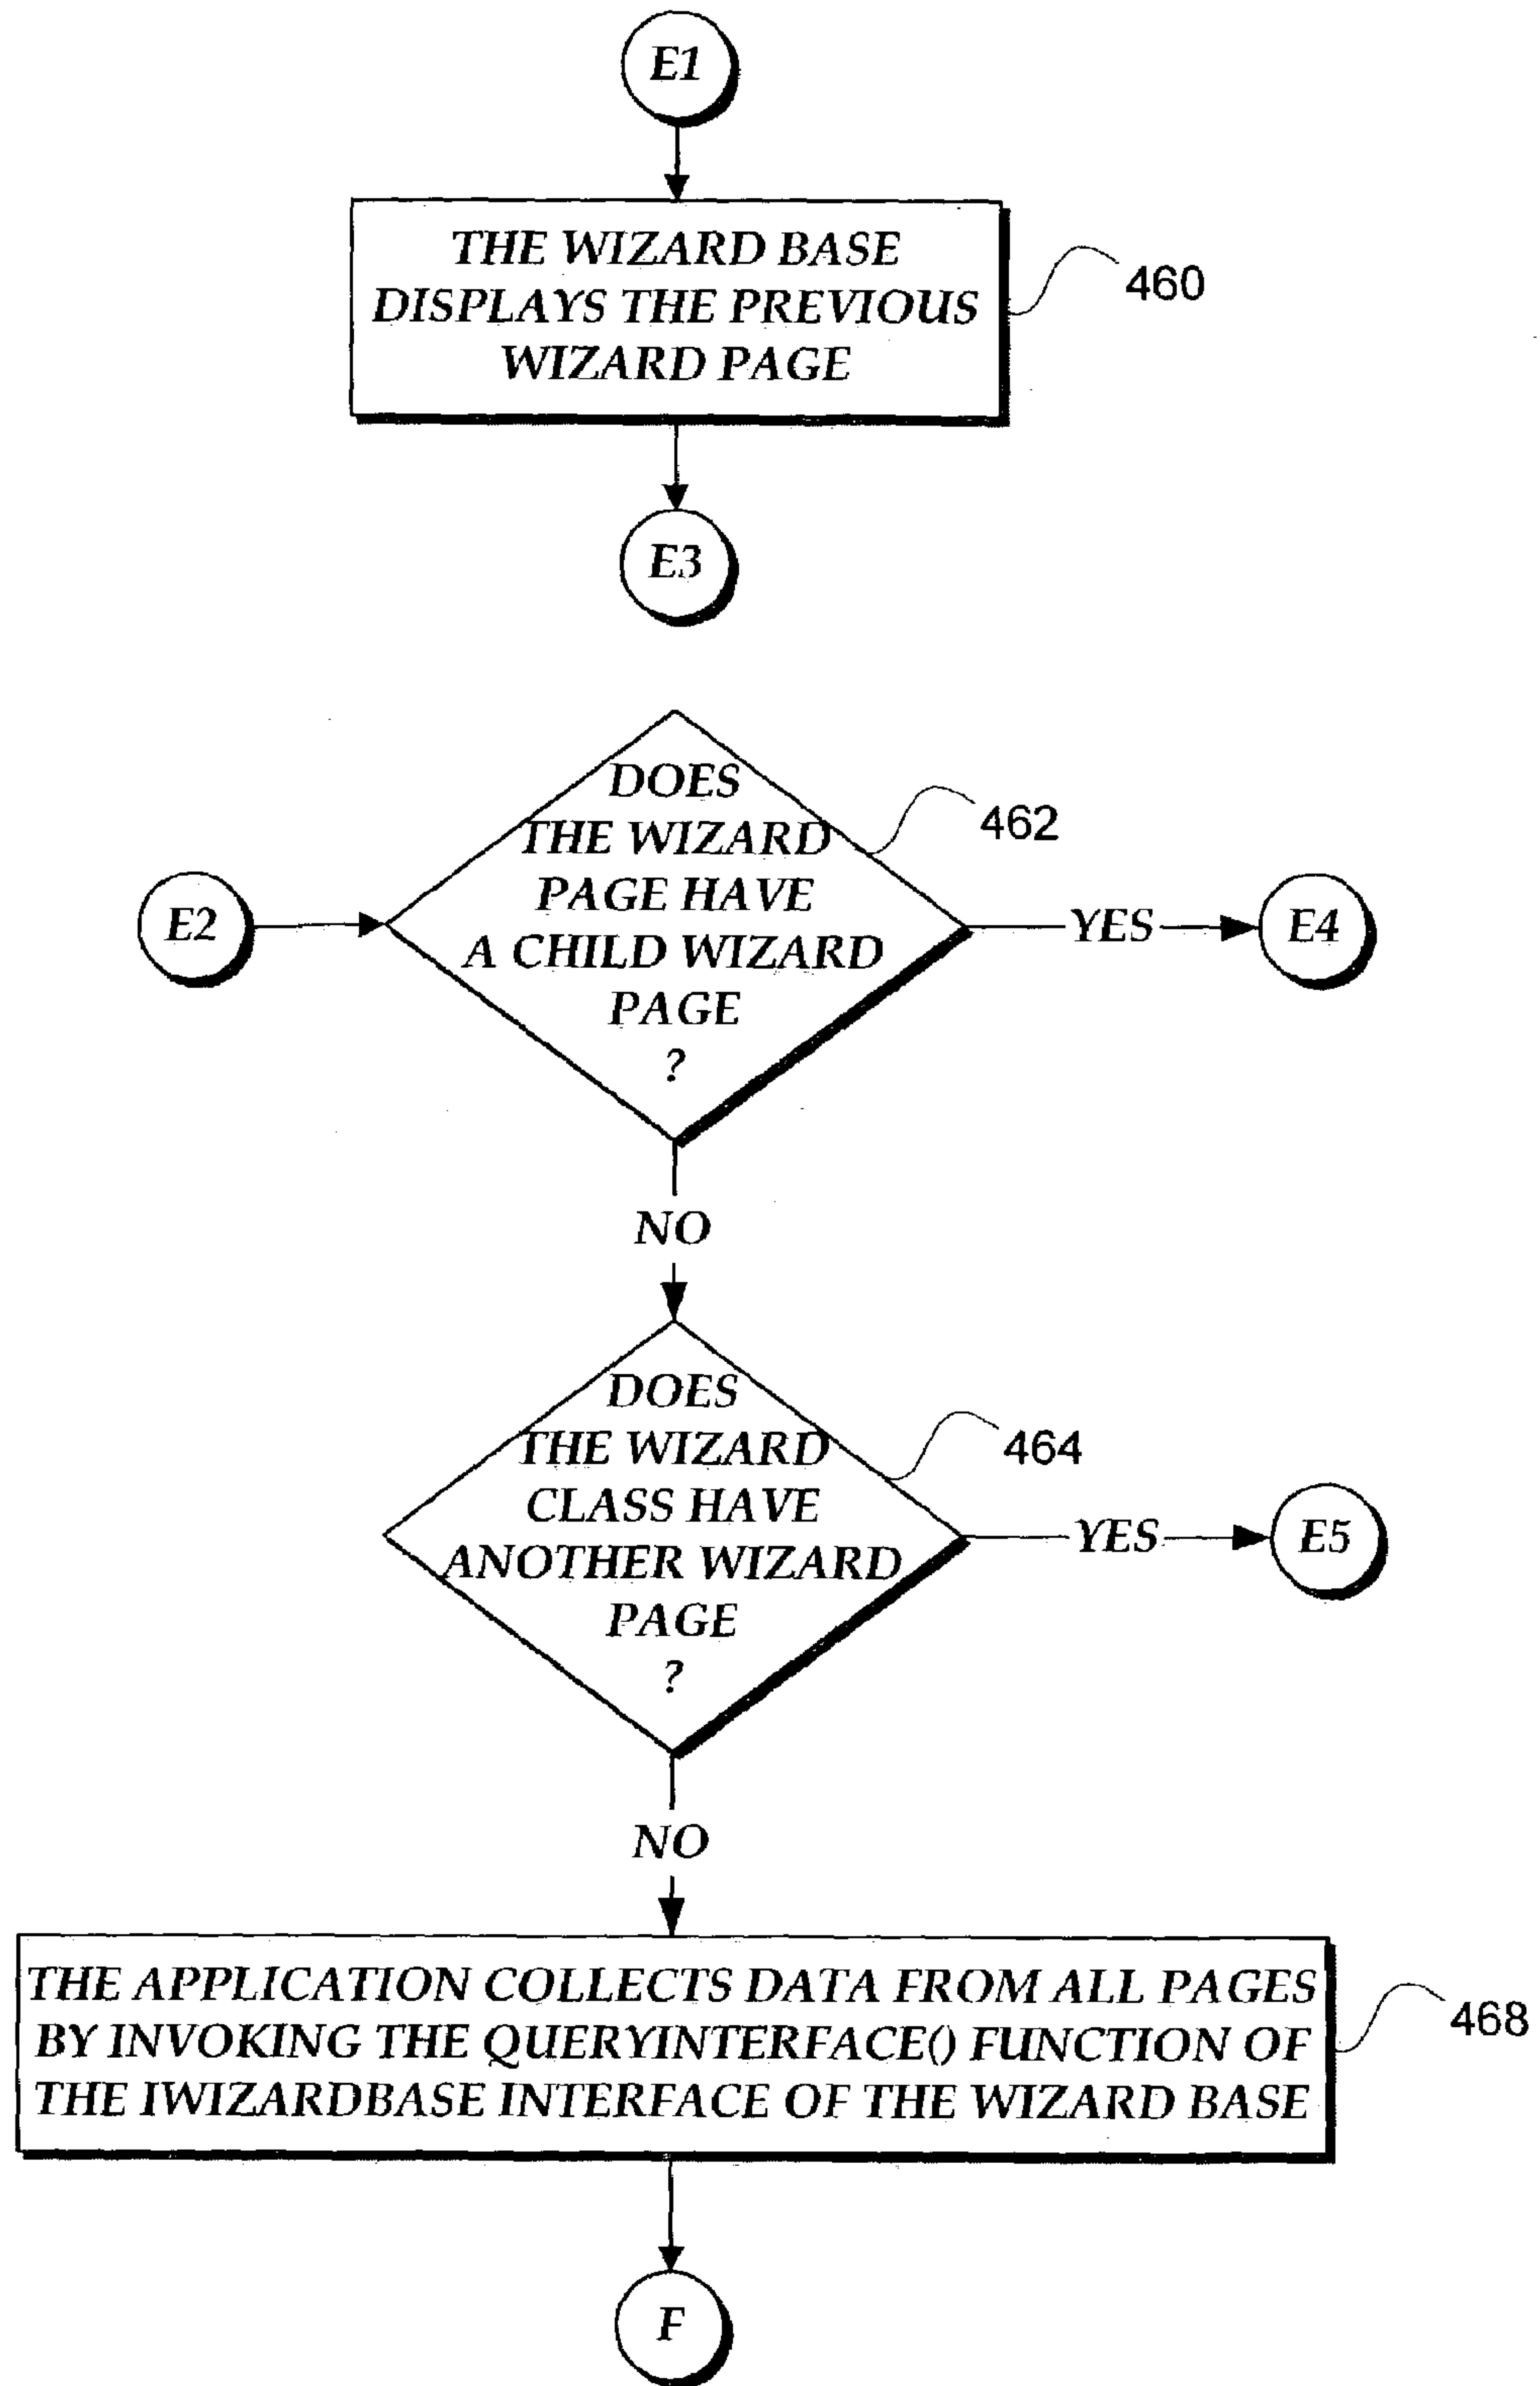 E1
THE WIZARD BASE
DISPLAYS THE PREVIOUS
WIZARD PAGE
460
E3
DOES
THE WIZARD
PAGE HAVE
A CHILD WIZARD
PAGE
?
462
E2
YES
E4
NO
DOES
THE WIZARD
CLASS HAVE
ANOTHER WIZARD
PAGE
?
464
YES
E5
NO
THE APPLICATION COLLECTS DATA FROM ALL PAGES
BY INVOKING THE QUERYINTERFACE() FUNCTION OF
THE IWIZARDBASE INTERFACE OF THE WIZARD BASE
468
F